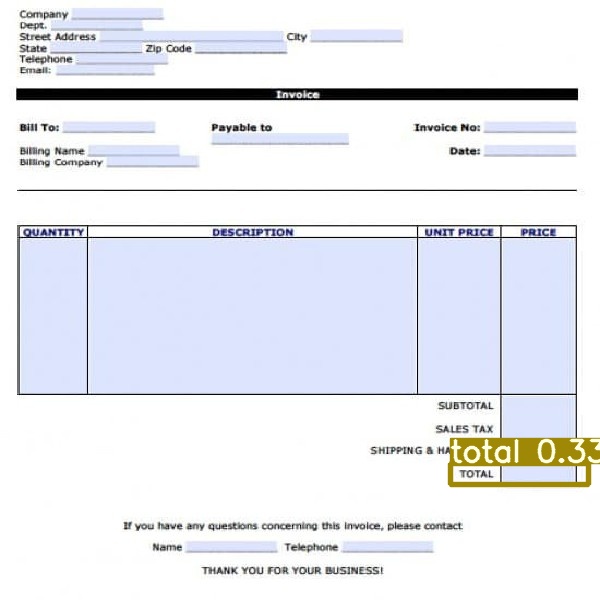 Company
Dept.
Street Address City
State Zip Code
Telephone
Email:
Invoice
Bill To: Payable to Invoice No:
Billing Name Date:
Billing Company
QUANTITY DESCRIPTION UNIT PRICE PRICE
SUBTOTAL
SALES TAX
SHIPPING & total 0.33
TOTAL
If you have any questions concerning this invoice, please contact
Name Telephone
THANK YOU FOR YOUR BUSINESS!